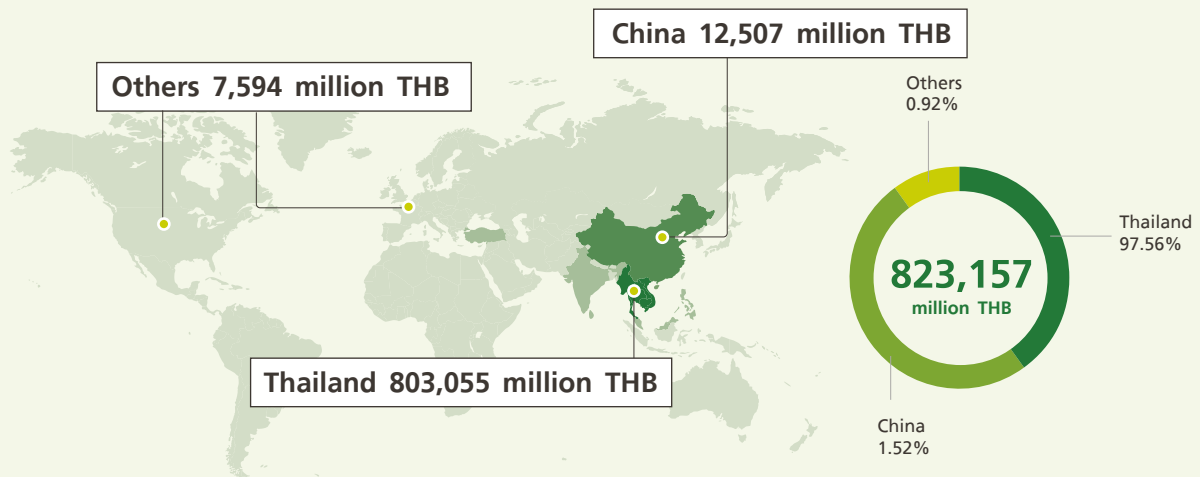 China 12,507 million THB
Others 7,594 million THB
Thailand 803,055 million THB
Others
0.92%
Thailand
97.56%
823,157
million THB
China
1.52%